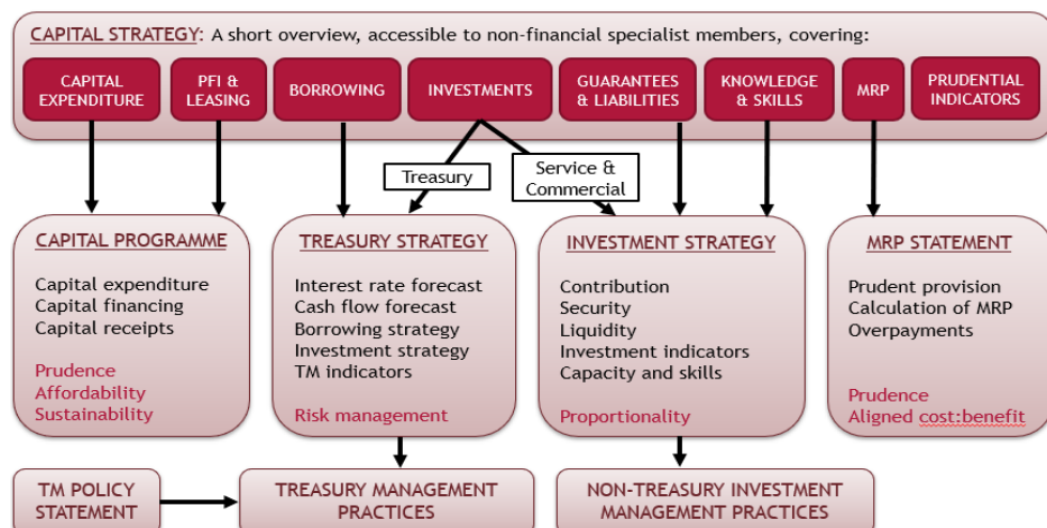 CAPITAL STRATEGY: A short overview, accessible to non-financial specialist members, covering:
CAPITAL
EXPENDITURE
PFI &
LEASING
BORROWING
INVESTMENTS
GUARANTEES
& LIABILITIES
KNOWLEDGE
& SKILLS
MRP
PRUDENTIAL
INDICATORS
Treasury
Service &
Commercial
CAPITAL PROGRAMME
Capital expenditure
Capital financing
Capital receipts
Prudence
Affordability
Sustainability
TREASURY STRATEGY
Interest rate forecast
Cash flow forecast
Borrowing strategy
Investment strategy
TM indicators
Risk management
INVESTMENT STRATEGY
Contribution
Security
Liquidity
Investment indicators
Capacity and skills
Proportionality
MRP STATEMENT
Prudent provision
Calculation of MRP
Overpayments
Prudence
Aligned cost:benefit
TM POLICY
STATEMENT
TREASURY MANAGEMENT
PRACTICES
NON-TREASURY INVESTMENT
MANAGEMENT PRACTICES